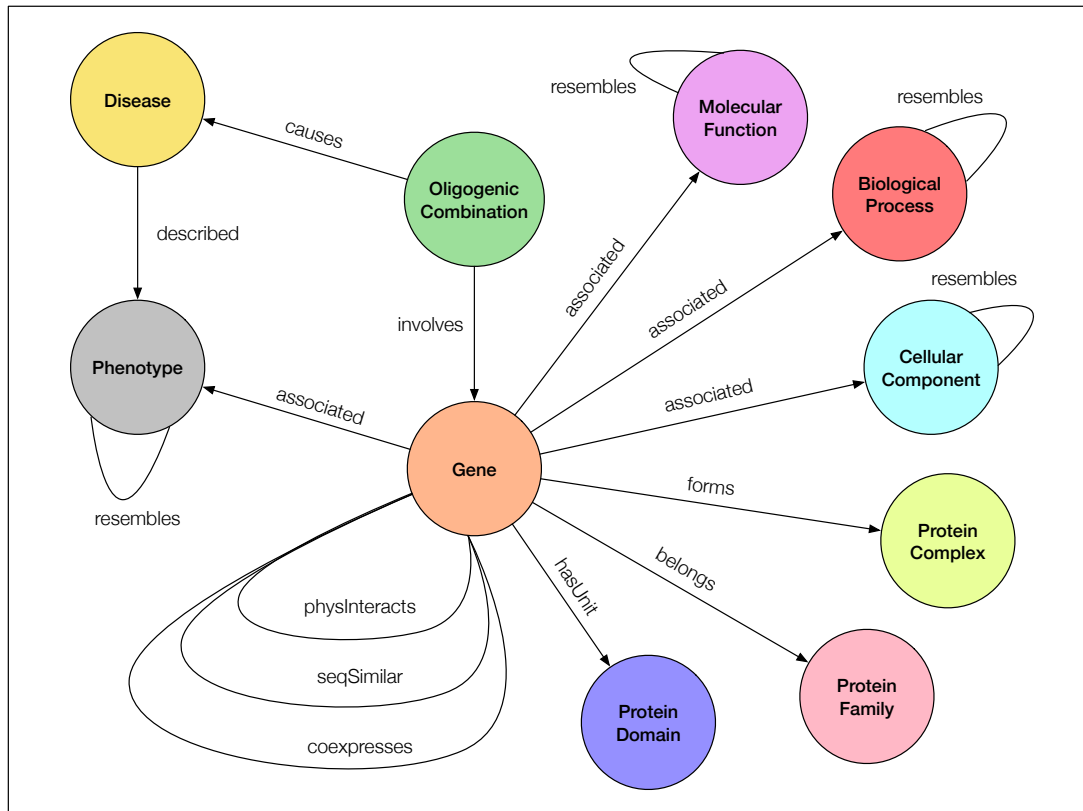 Disease
causes
Oligogenic
Combination
resembles
Molecular
Function
resembles
Biological
Process
described
associated
associated
resembles
involves
Phenotype
associated
associated
Cellular
Component
resembles
Gene
forms
Protein
Complex
hasUnit
belongs
physInteracts
seqSimilar
coexpresses
Protein
Domain
Protein
Family